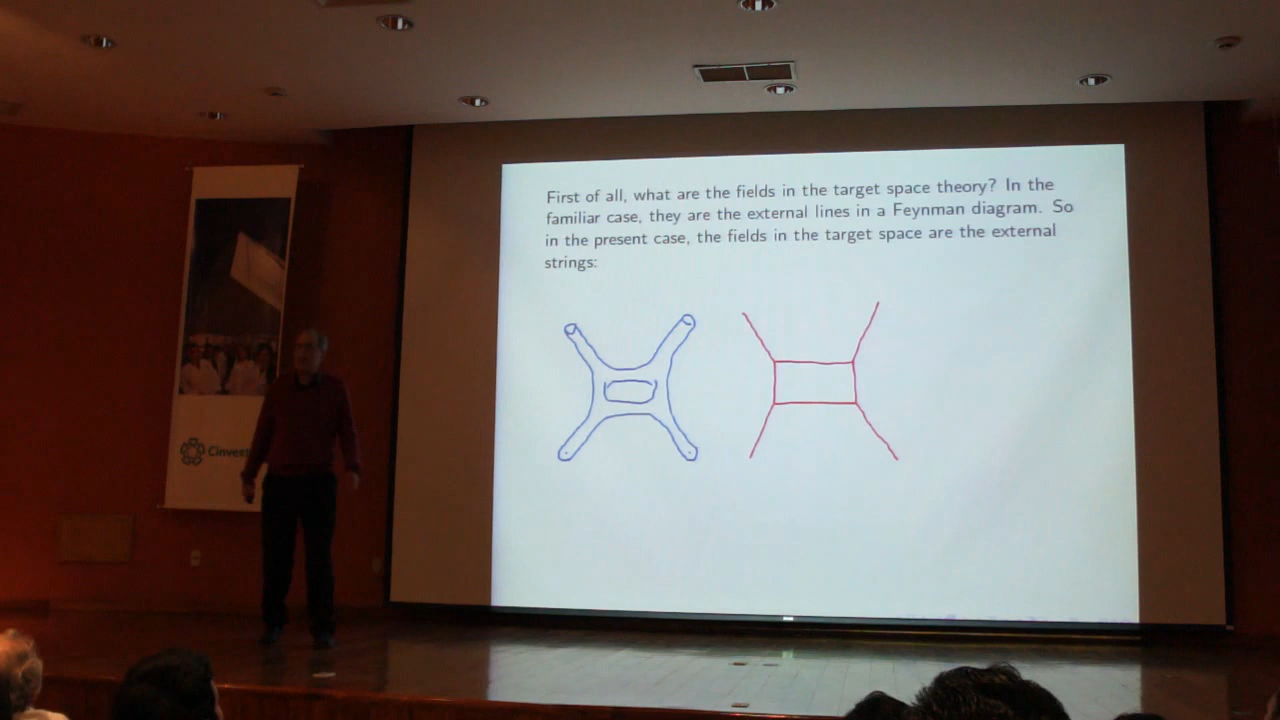 First of all, what are the fields in the target space theory? In the
familiar case, they are the external lines in a Feynman diagram. So
in the present case, the fields in the target space are the external
strings:
Cinvest